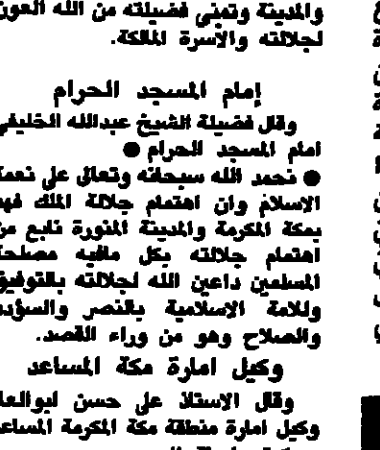 والمدينة وتمنى فضيلته من الله العون
لجلالته والأسرة المالكة.
إمام المسجد الحرام
وقال فضيلة الشيخ عبدالله الخليفي
امام المسجد الحرام ●
● نحمد الله سبحانه وتعالى على نعمة
الاسلام وان اهتمام جلالة الملك فهد
بمكة المكرمة والمدينة المنورة نابع من
اهتمام جلالته بكل مافيه مصلحة
المسلمين داعين الله لجلالته بالتوفيق
وللامة الاسلامية بالنصر والسؤدد
والصلاح وهو من وراء القصد.
وكيل امارة مكة المساعد
وقال الاستاذ على حسن ابوالعلا
وكيل امارة منطقة مكة المكرمة المساعد